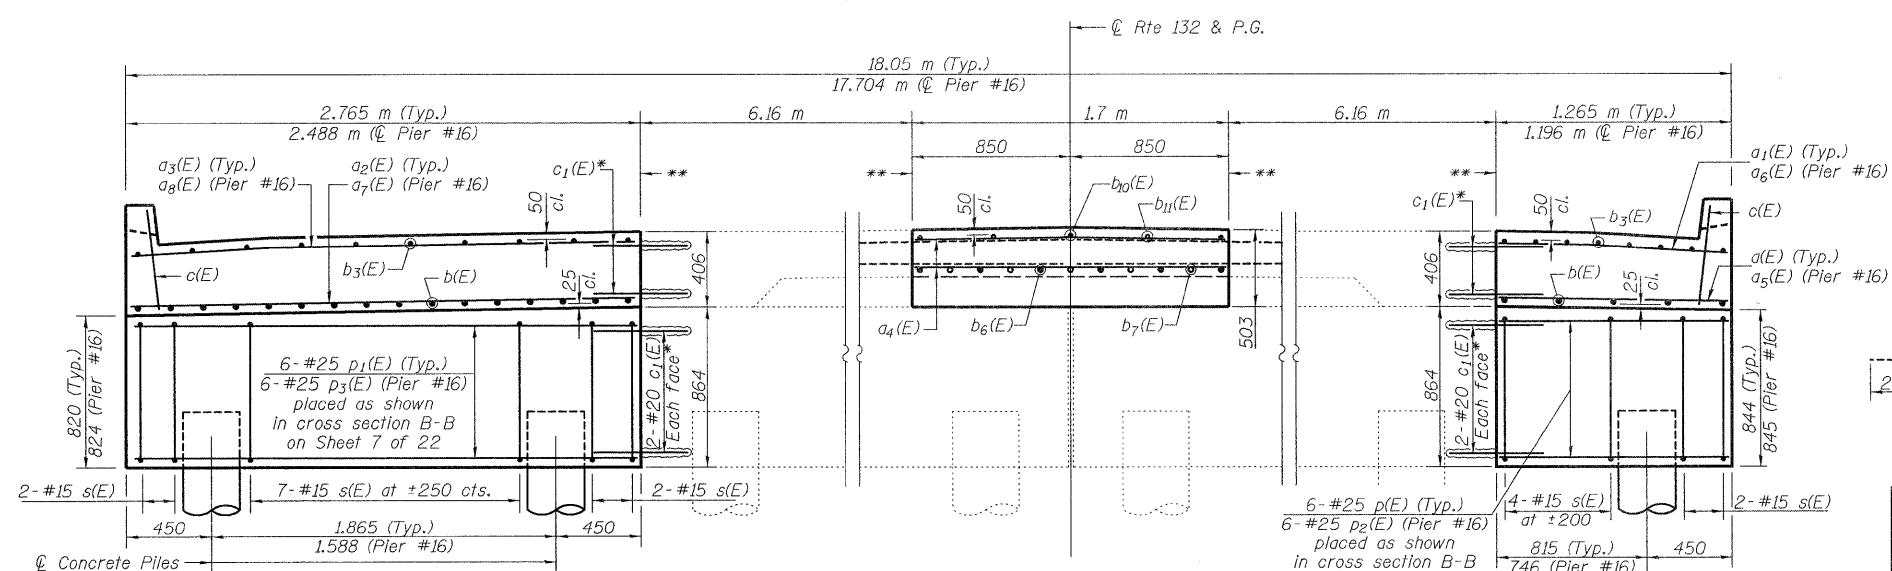 ℄ Rte 132 & P.G.
18.05 m (Typ.)
17.704 m (℄ Pier #16)
2.765 m (Typ.)
2.488 m (℄ Pier #16)
6.16 m
1.7 m
6.16 m
1.265 m (Typ.)
1.196 m (℄ Pier #16)
850
850
a3(E) (Typ.)
a8(E) (Pier #16)
a2(E) (Typ.)
a7(E) (Pier #16)
c1(E)*
**
**
**
**
a1(E) (Typ.)
a6(E) (Pier #16)
50 cl.
50 cl.
b10(E)
b11(E)
c1(E)*
50 cl.
b3(E)
c(E)
c(E)
b3(E)
b(E)
25 cl.
406
a4(E)
b6(E)
b7(E)
503
406
b(E)
25 cl.
a(E) (Typ.)
a5(E) (Pier #16)
820 (Typ.)
824 (Pier #16)
6-#25 p1(E) (Typ.)
6-#25 p3(E) (Pier #16)
placed as shown
in cross section B-B
on Sheet 7 of 22
2-#20 c1(E)
Each face*
864
864
2-#20 c1(E)
Each face*
844 (Typ.)
845 (Pier #16)
2
2-#15 s(E)
7-#15 s(E) at ±250 cts.
2-#15 s(E)
6-#25 p(E) (Typ.)
6-#25 p2(E) (Pier #16)
placed as shown
in cross section B-B
4-#15 s(E)
at ±200
2-#15 s(E)
450
1.865 (Typ.)
1.588 (Pier #16)
450
815 (Typ.)
746 (Pier #16)
450
℄ Concrete Piles